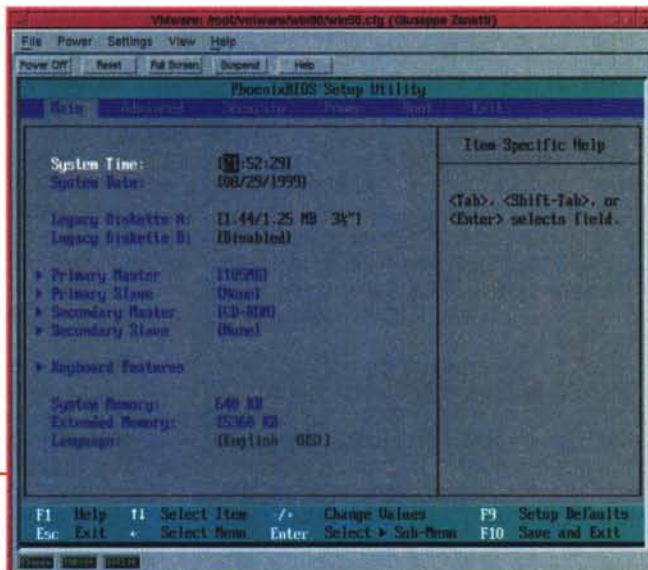 VMware: /root/vmware/win98/win98.cfg (Giuseppe Zanetti)
File Power Settings View Help
Power Off Reset Full Screen Suspend Help
PhoenixBIOS Setup Utility
Main Advanced Security Power Boot Exit
Item Specific Help
System Time: :52:29]
System Date: [08/29/1999]
<Tab>, <Shift-Tab>, or
<Enter> selects field.
Legacy Diskette A: [1.44/1.25 MB 3½"]
Legacy Diskette B: [Disabled]
▶ Primary Master [105MB]
▶ Primary Slave [None]
▶ Secondary Master [CD-ROM]
▶ Secondary Slave [None]
▶ Keyboard Features
System Memory: 640 KB
Extended Memory: 15360 KB
Language: [English (US)]
F1 Help ↑↓ Select Item -/+ Change Values F9 Setup Defaults
Esc Exit ← Select Menu Enter Select ▶ Sub-Menu F10 Save and Exit